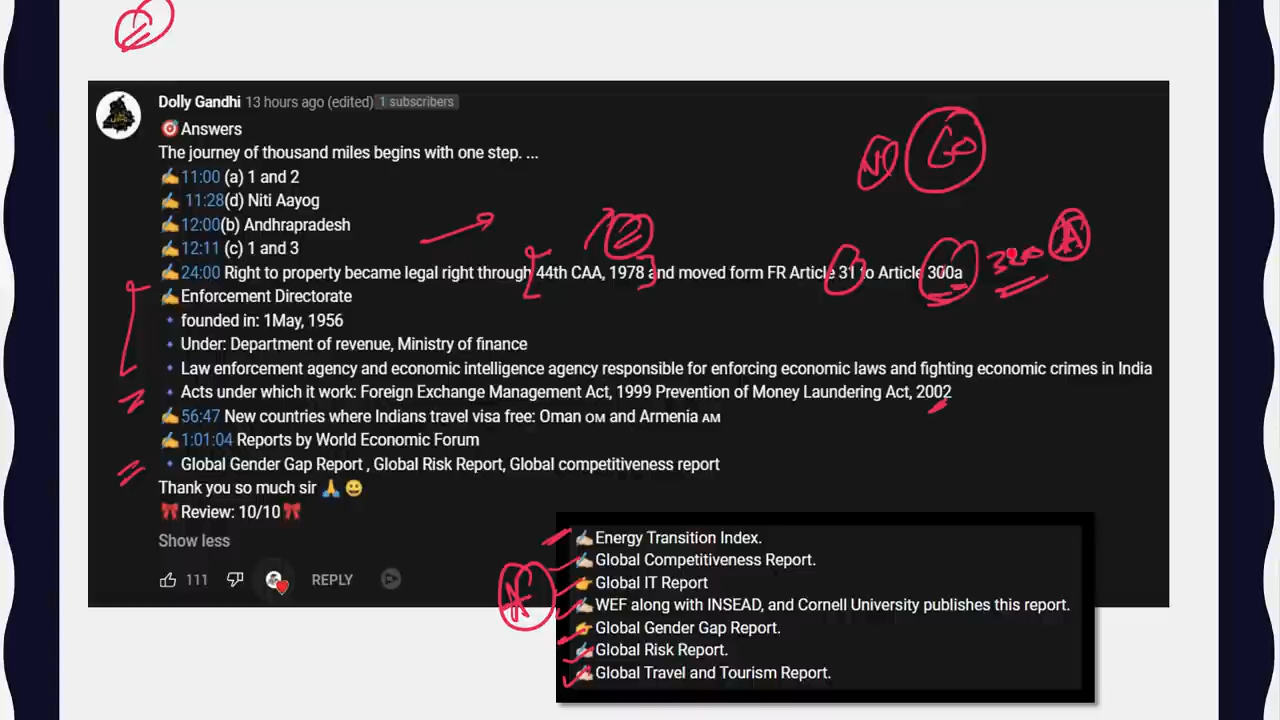 Dolly Gandhi 13 hours ago (edited) 1 subscribers
🎯Answers
The journey of thousand miles begins with one step. ...
✍11:00 (a) 1 and 2
✍ 11:28(d) Niti Aayog
✍12:00(b) Andhrapradesh
✍12:11 (c) 1 and 3
✍24:00 Right to property became legal right through 44th CAA, 1978 and moved form FR Article 31 to Article 300a
✍Enforcement Directorate
🔹 founded in: 1May, 1956
🔹 Under: Department of revenue, Ministry of finance
🔹 Law enforcement agency and economic intelligence agency responsible for enforcing economic laws and fighting economic crimes in India
🔹 Acts under which it work: Foreign Exchange Management Act, 1999 Prevention of Money Laundering Act, 2002
✍56:47 New countries where Indians travel visa free: Oman OM and Armenia AM
✍1:01:04 Reports by World Economic Forum
🔹 Global Gender Gap Report , Global Risk Report, Global competitiveness report
Thank you so much sir 🙏 😀
🎀Review: 10/10🎀
Show less
111 REPLY
✍Energy Transition Index.
✍Global Competitiveness Report.
👉Global IT Report
✍WEF along with INSEAD, and Cornell University publishes this report.
👉Global Gender Gap Report.
✍Global Risk Report.
✍Global Travel and Tourism Report.
300 A